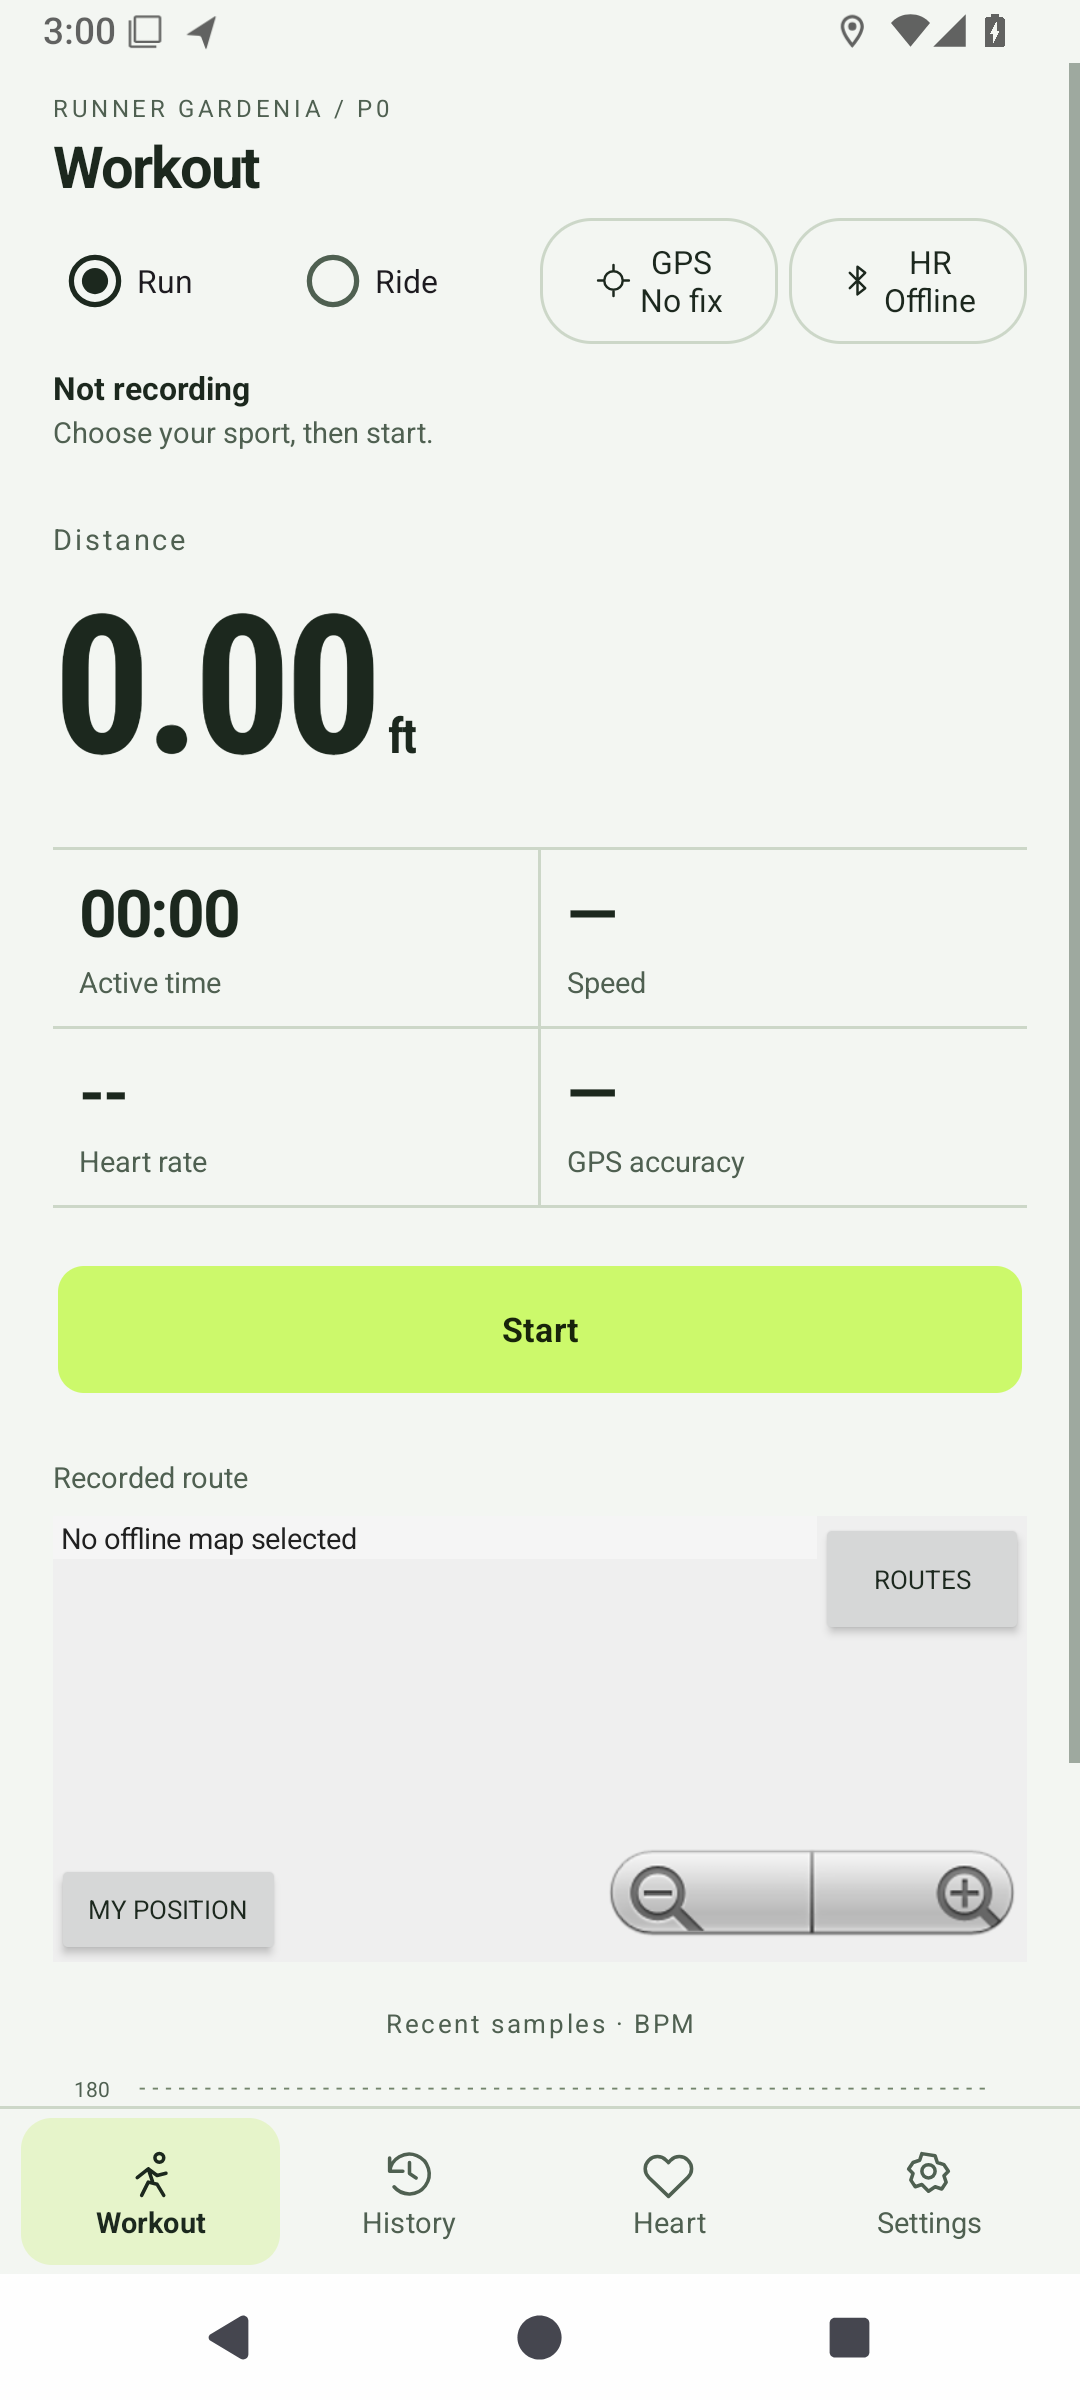 3:00
RUNNER GARDENIA / P0
Workout
Run
Ride
GPS
No fix
HR
Offline
Not recording
Choose your sport, then start.
Distance
0.00 ft
00:00
Active time
—
Speed
--
Heart rate
—
GPS accuracy
Start
Recorded route
No offline map selected
ROUTES
MY POSITION
Recent samples · BPM
180
Workout
History
Heart
Settings